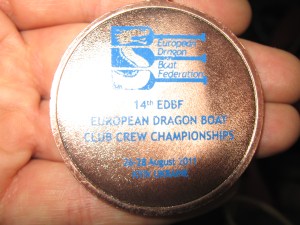 European
Dragon
Boat
Federation
14th EDBF
EUROPEAN DRAGON BOAT
CLUB CREW CHAMPIONSHIPS
26-28 August